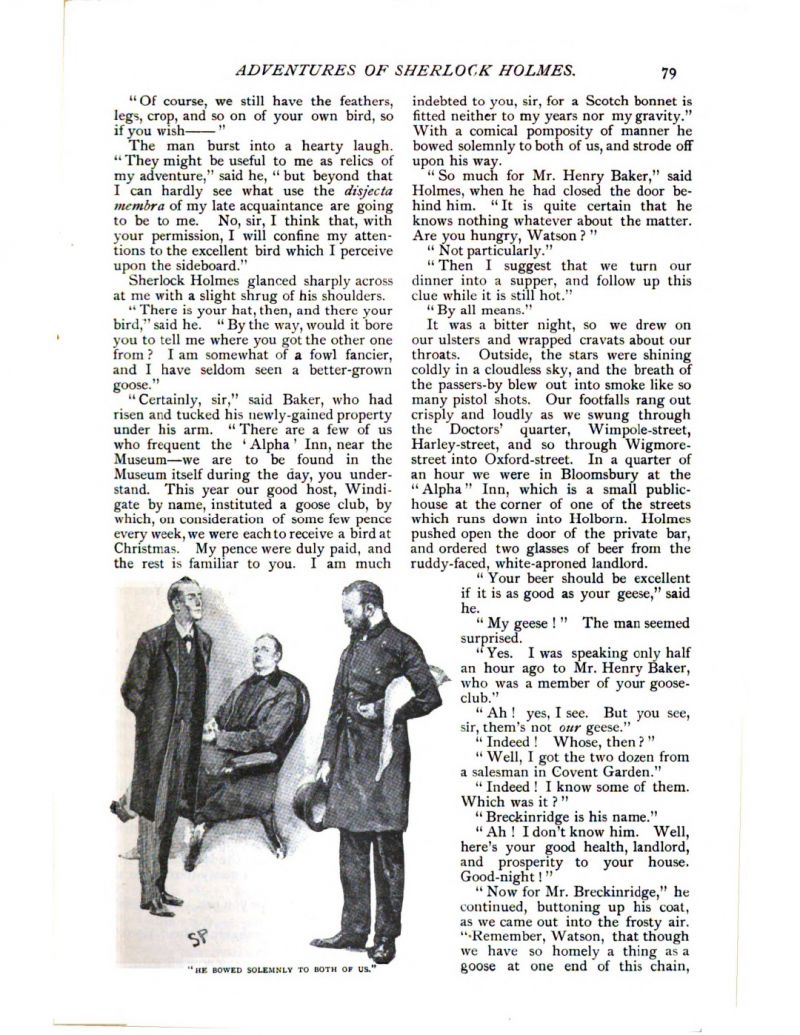 ADVENTURES OF SHERLOCK HOLMES.
79
"Of course, we still have the feathers,
legs, crop, and so on of your own bird, so
if you wish—— "
The man burst into a hearty laugh.
"They might be useful to me as relics of
my adventure," said he, "but beyond that
I can hardly see what use the disjecta
membra of my late acquaintance are going
to be to me. No, sir, I think that, with
your permission, I will confine my atten-
tions to the excellent bird which I perceive
upon the sideboard."
Sherlock Holmes glanced sharply across
at me with a slight shrug of his shoulders.
"There is your hat, then, and there your
bird," said he. "By the way, would it bore
you to tell me where you got the other one
from? I am somewhat of a fowl fancier,
and I have seldom seen a better-grown
goose."
"Certainly, sir," said Baker, who had
risen and tucked his newly-gained property
under his arm. "There are a few of us
who frequent the 'Alpha' Inn, near the
Museum—we are to be found in the
Museum itself during the day, you under-
stand. This year our good host, Windi-
gate by name, instituted a goose club, by
which, on consideration of some few pence
every week, we were each to receive a bird at
Christmas. My pence were duly paid, and
the rest is familiar to you. I am much
indebted to you, sir, for a Scotch bonnet is
fitted neither to my years nor my gravity."
With a comical pomposity of manner he
bowed solemnly to both of us, and strode off
upon his way.
"So much for Mr. Henry Baker," said
Holmes, when he had closed the door be-
hind him. "It is quite certain that he
knows nothing whatever about the matter.
Are you hungry, Watson?"
"Not particularly."
"Then I suggest that we turn our
dinner into a supper, and follow up this
clue while it is still hot."
"By all means."
It was a bitter night, so we drew on
our ulsters and wrapped cravats about our
throats. Outside, the stars were shining
coldly in a cloudless sky, and the breath of
the passers-by blew out into smoke like so
many pistol shots. Our footfalls rang out
crisply and loudly as we swung through
the Doctors' quarter, Wimpole-street,
Harley-street, and so through Wigmore-
street into Oxford-street. In a quarter of
an hour we were in Bloomsbury at the
"Alpha" Inn, which is a small public-
house at the corner of one of the streets
which runs down into Holborn. Holmes
pushed open the door of the private bar,
and ordered two glasses of beer from the
ruddy-faced, white-aproned landlord.
"Your beer should be excellent
if it is as good as your geese," said
he.
"My geese!" The man seemed
surprised.
"Yes. I was speaking only half
an hour ago to Mr. Henry Baker,
who was a member of your goose-
club."
"Ah! yes, I see. But you see,
sir, them's not our geese."
"Indeed! Whose, then?"
"Well, I got the two dozen from
a salesman in Covent Garden."
"Indeed! I know some of them.
Which was it?"
"Breckinridge is his name."
"Ah! I don't know him. Well,
here's your good health, landlord,
and prosperity to your house.
Good-night!"
"Now for Mr. Breckinridge," he
continued, buttoning up his coat,
as we came out into the frosty air.
"Remember, Watson, that though
we have so homely a thing as a
goose at one end of this chain,
SP
"HE BOWED SOLEMNLY TO BOTH OF US."